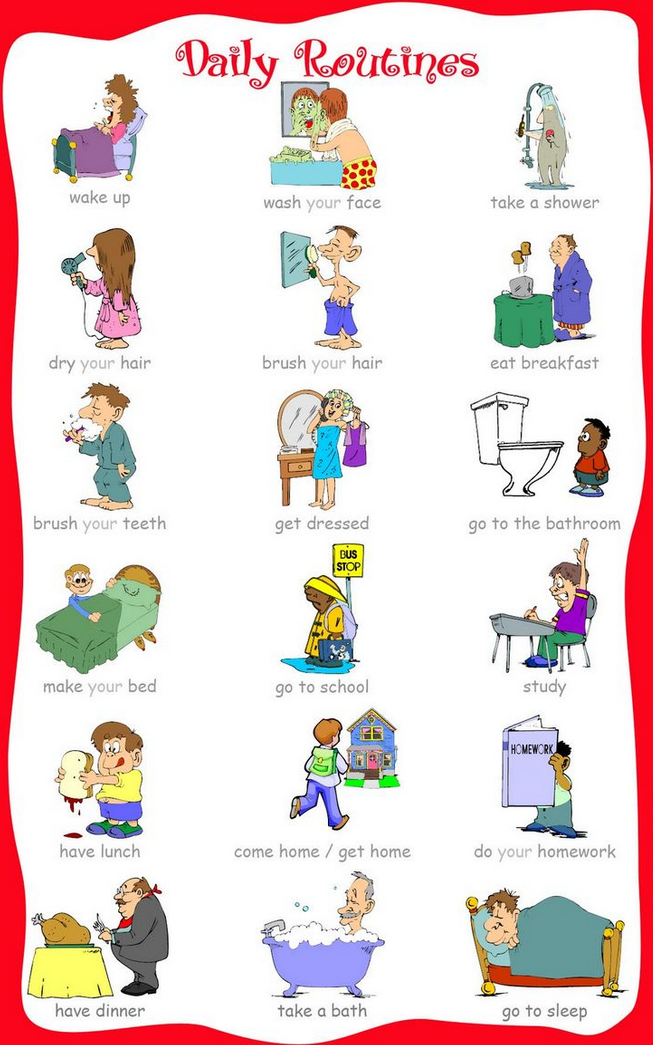 Daily Routines
wake up
wash your face
take a shower
dry your hair
brush your hair
eat breakfast
brush your teeth
get dressed
go to the bathroom
BUS
STOP
make your bed
go to school
study
HOMEWORK
have lunch
come home / get home
do your homework
have dinner
take a bath
go to sleep